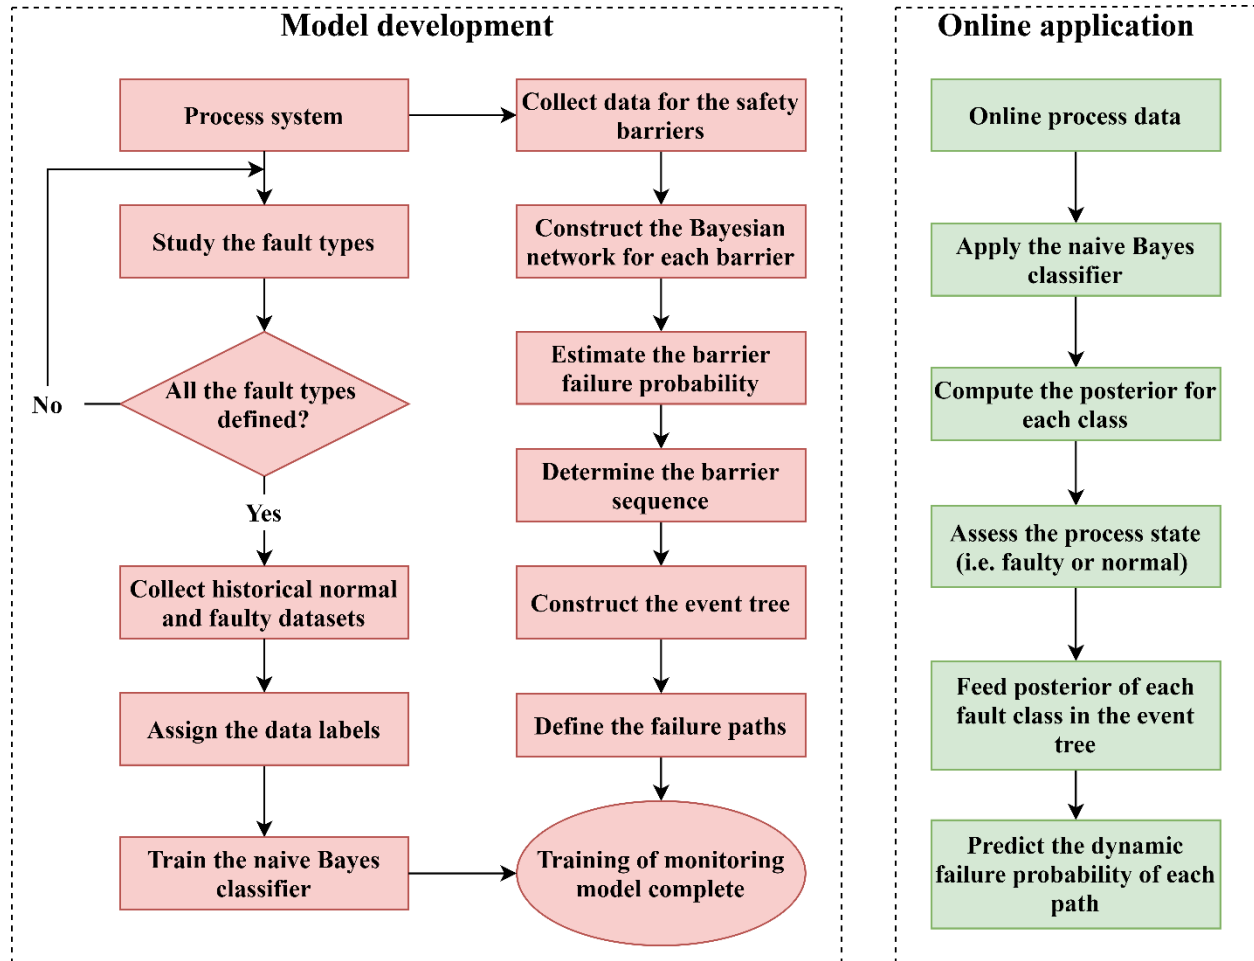 Model development
Process system
Study the fault types
All the fault types
defined?
No
Yes
Collect historical normal
and faulty datasets
Assign the data labels
Train the naive Bayes
classifier
Collect data for the safety
barriers
Construct the Bayesian
network for each barrier
Estimate the barrier
failure probability
Determine the barrier
sequence
Construct the event tree
Define the failure paths
Training of monitoring
model complete
Online application
Online process data
Apply the naive Bayes
classifier
Compute the posterior for
each class
Assess the process state
(i.e. faulty or normal)
Feed posterior of each
fault class in the event
tree
Predict the dynamic
failure probability of each
path